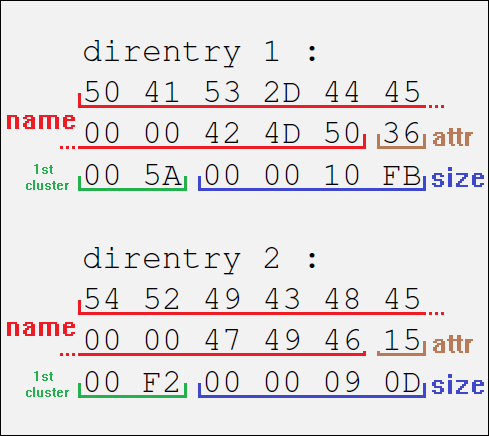 direntry 1 :
50 41 53 2D 44 45 ...
name 00 00 42 4D 50 36 attr
1st cluster 00 5A 00 00 10 FB size
direntry 2 :
54 52 49 43 48 45 ...
name 00 00 47 49 46 15 attr
1st cluster 00 F2 00 00 09 0D size